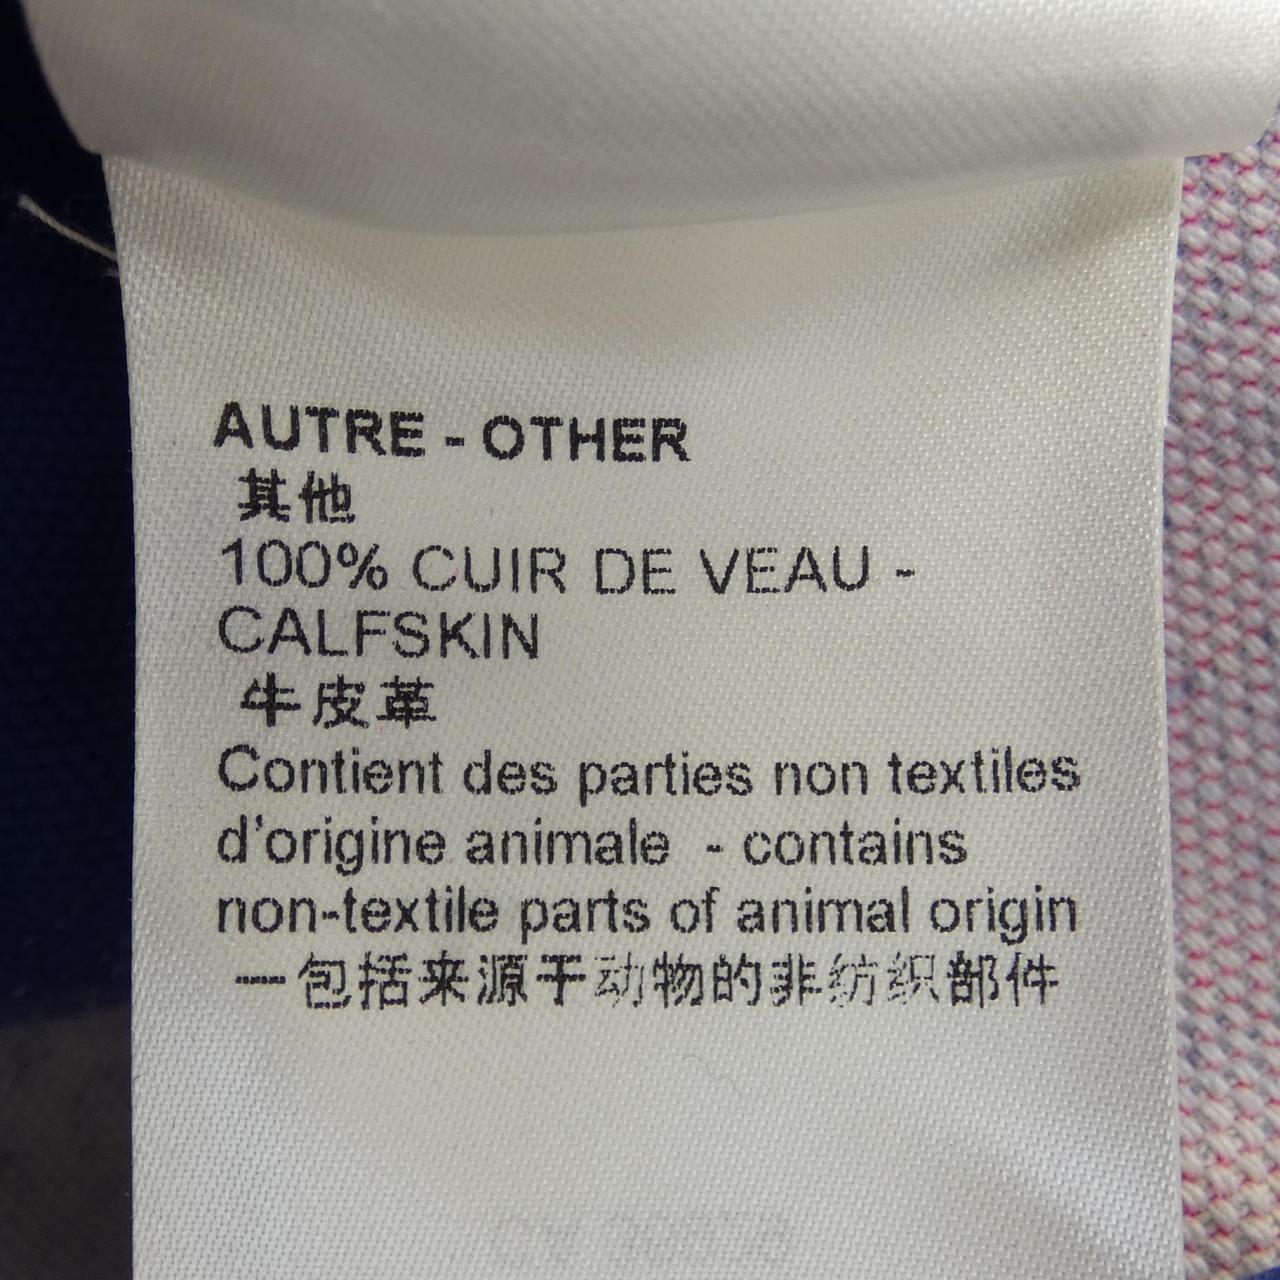 AUTRE - OTHER
其他
100% CUIR DE VEAU -
CALFSKIN
牛皮革
Contient des parties non textiles
d'origine animale - contains
non-textile parts of animal origin
一包括来源于动物的非纺织部件